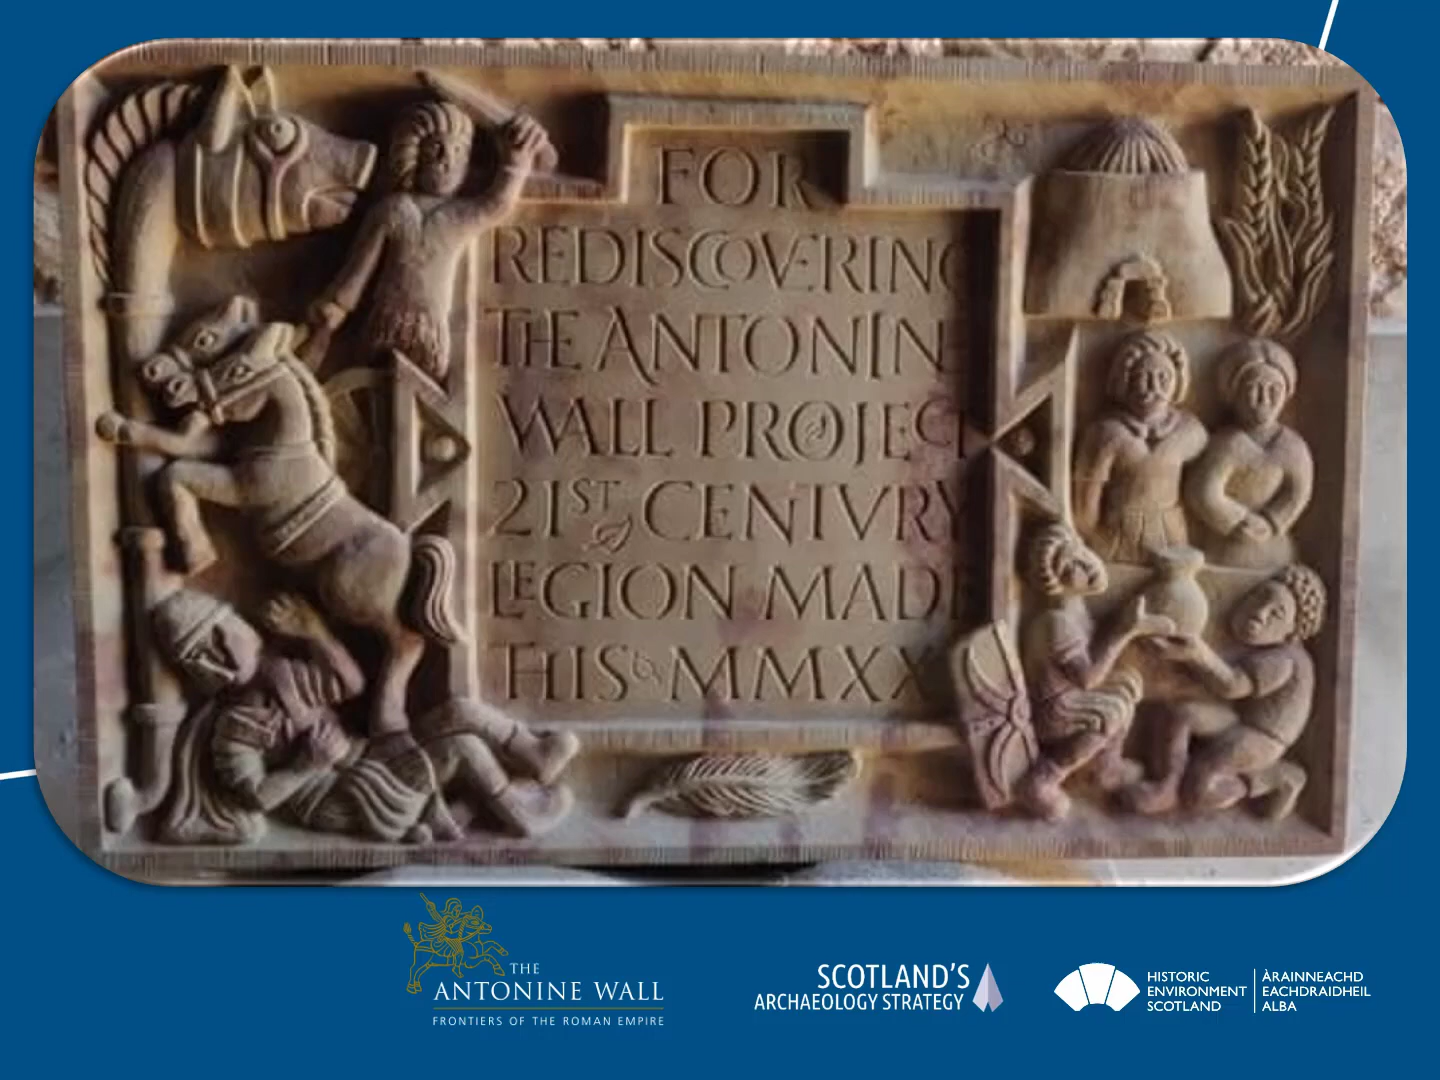 FOR
REDISCOVERING
THE ANTONINE
WALL PROJECT
21ST CENTVRY
LEGION MADE
THIS MMXX
THE
ANTONINE WALL
FRONTIERS OF THE ROMAN EMPIRE
SCOTLAND'S
ARCHAEOLOGY STRATEGY
HISTORIC
ENVIRONMENT
SCOTLAND
ÀRAINNEACHD
EACHDRAIDHEIL
ALBA